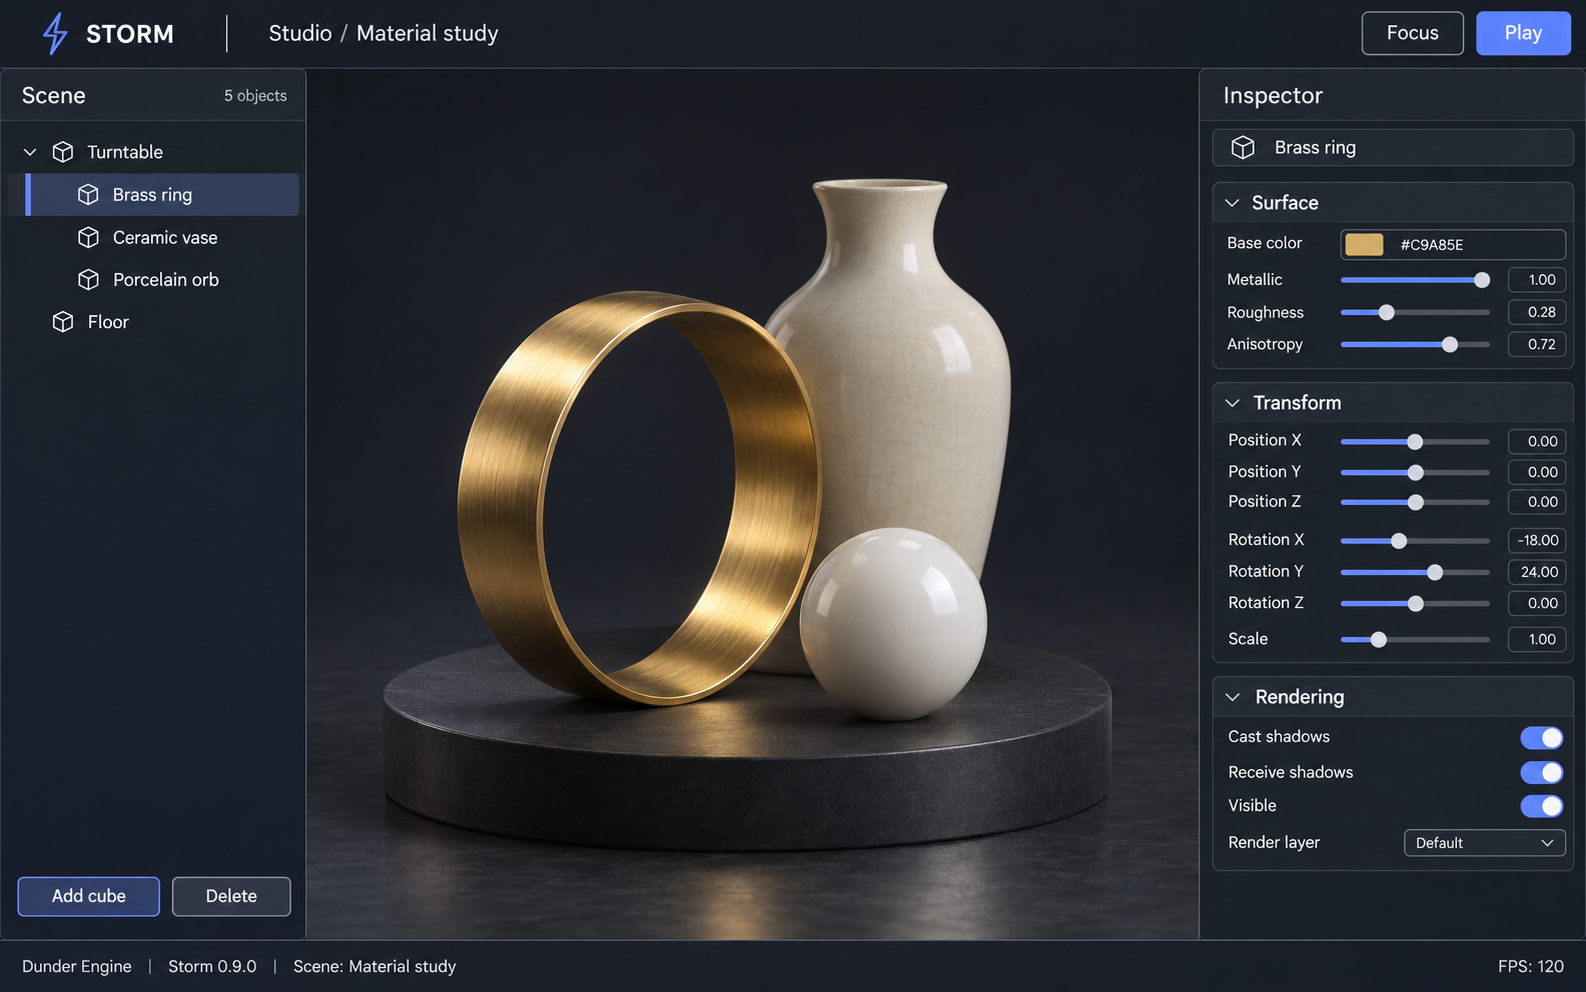 STORM
Studio / Material study
Focus
Play
Scene
5 objects
Turntable
Brass ring
Ceramic vase
Porcelain orb
Floor
Add cube
Delete
Inspector
Brass ring
Surface
Base color #C9A85E
Metallic 1.00
Roughness 0.28
Anisotropy 0.72
Transform
Position X 0.00
Position Y 0.00
Position Z 0.00
Rotation X -18.00
Rotation Y 24.00
Rotation Z 0.00
Scale 1.00
Rendering
Cast shadows
Receive shadows
Visible
Render layer Default
Dunder Engine | Storm 0.9.0 | Scene: Material study
FPS: 120